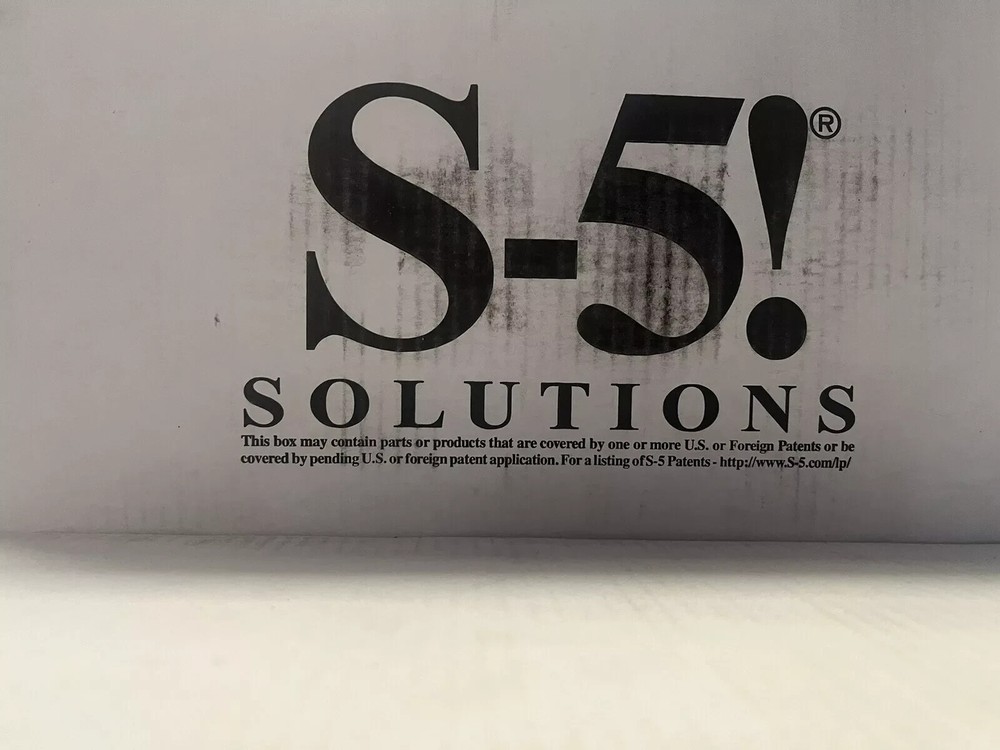 S-5!®
SOLUTIONS
This box may contain parts or products that are covered by one or more U.S. or Foreign Patents or be
covered by pending U.S. or foreign patent application. For a listing of S-5 Patents - http://www.S-5.com/lp/